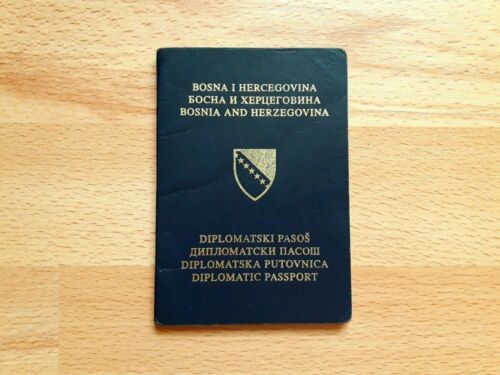 BOSNA I HERCEGOVINA
БОСНА И ХЕРЦЕГОВИНА
BOSNIA AND HERZEGOVINA
DIPLOMATSKI PASOŠ
ДИПЛОМАТСКИ ПАСОШ
DIPLOMATSKA PUTOVNICA
DIPLOMATIC PASSPORT